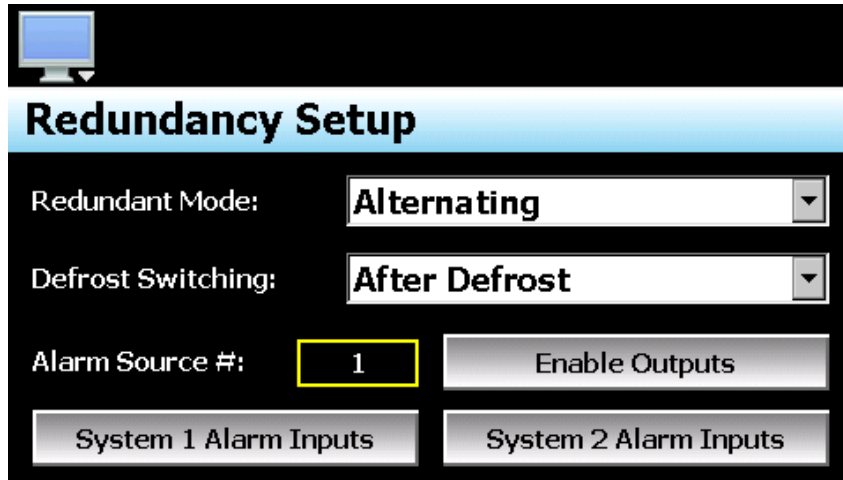 Redundancy Setup
Redundant Mode: Alternating
Defrost Switching: After Defrost
Alarm Source #: 1 Enable Outputs
System 1 Alarm Inputs System 2 Alarm Inputs